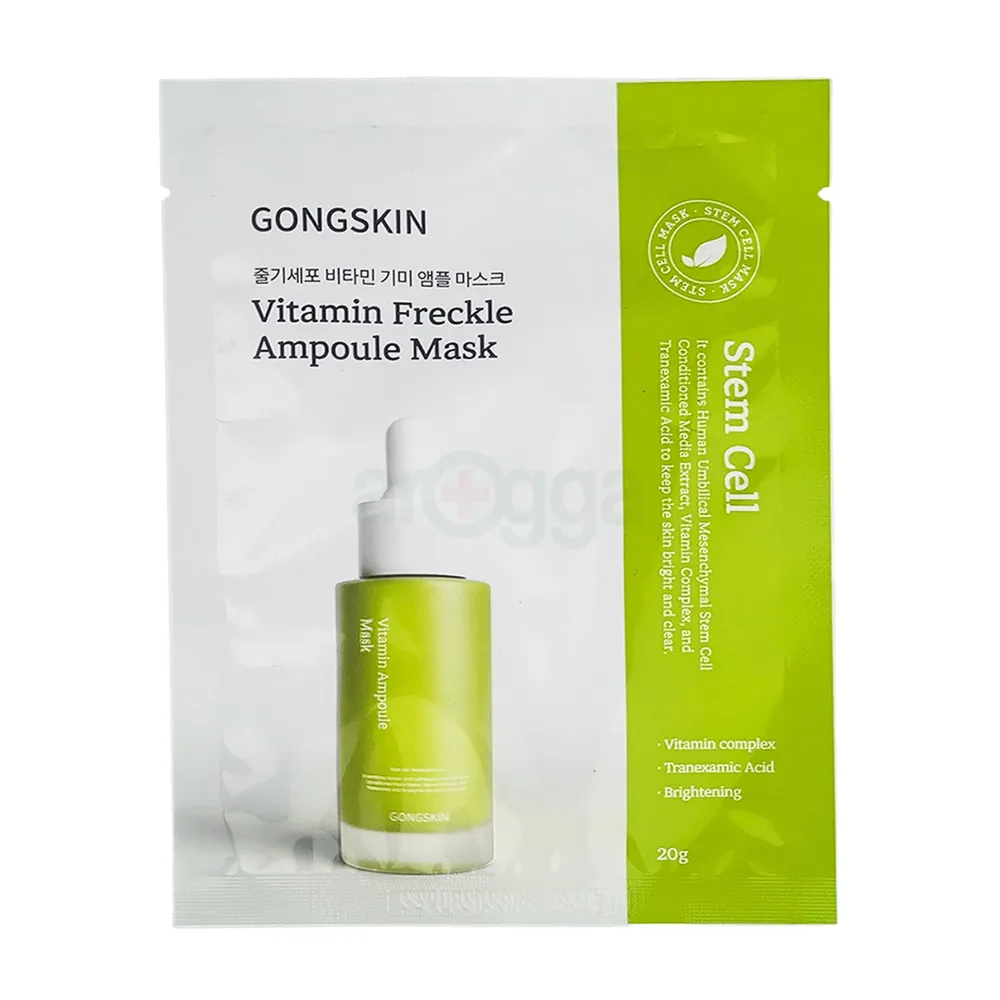 GONGSKIN
줄기세포 비타민 기미 앰플 마스크
Vitamin Freckle
Ampoule Mask
STEM CELL MASK · STEM CELL MASK ·
Stem Cell
It contains Human Umbilical Mesenchymal Stem Cell
Conditioned Media Extract, Vitamin Complex, and
Tranexamic Acid to keep the skin bright and clear.
· Vitamin complex
· Tranexamic Acid
· Brightening
20g
Vitamin Ampoule
Mask
GONGSKIN
arogga